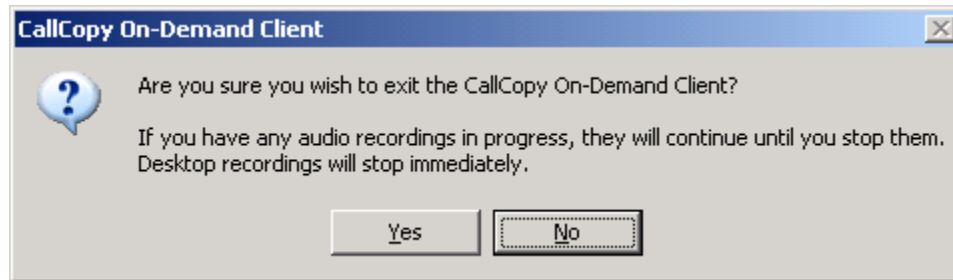 CallCopy On-Demand Client
Are you sure you wish to exit the CallCopy On-Demand Client?
If you have any audio recordings in progress, they will continue until you stop them.
Desktop recordings will stop immediately.
Yes
No